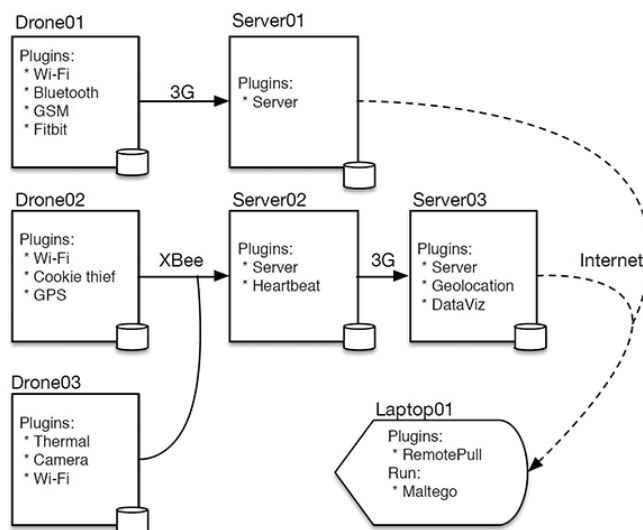 Drone01
Plugins:
* Wi-Fi
* Bluetooth
* GSM
* Fitbit
3G
Server01
Plugins:
* Server
Drone02
Plugins:
* Wi-Fi
* Cookie thief
* GPS
XBee
Server02
Plugins:
* Server
* Heartbeat
3G
Server03
Plugins:
* Server
* Geolocation
* DataViz
Internet
Drone03
Plugins:
* Thermal
* Camera
* Wi-Fi
Laptop01
Plugins:
* RemotePull
Run:
* Maltego